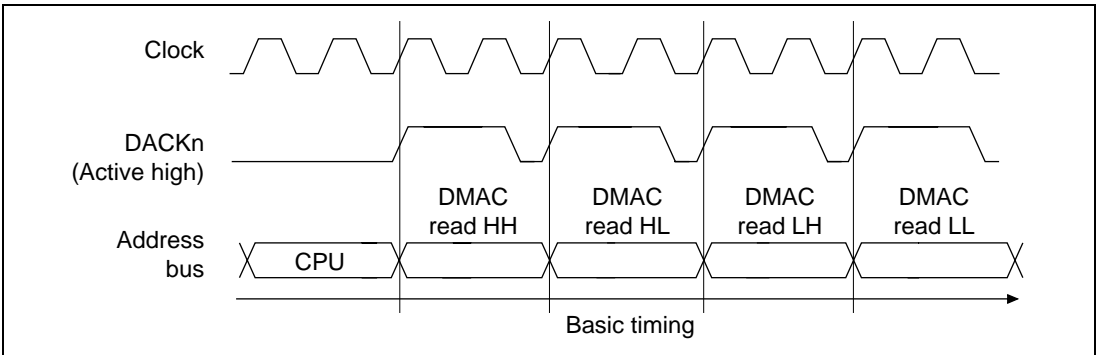 Clock
DACKn
(Active high)
DMAC
read HH
DMAC
read HL
DMAC
read LH
DMAC
read LL
Address
bus
CPU
Basic timing